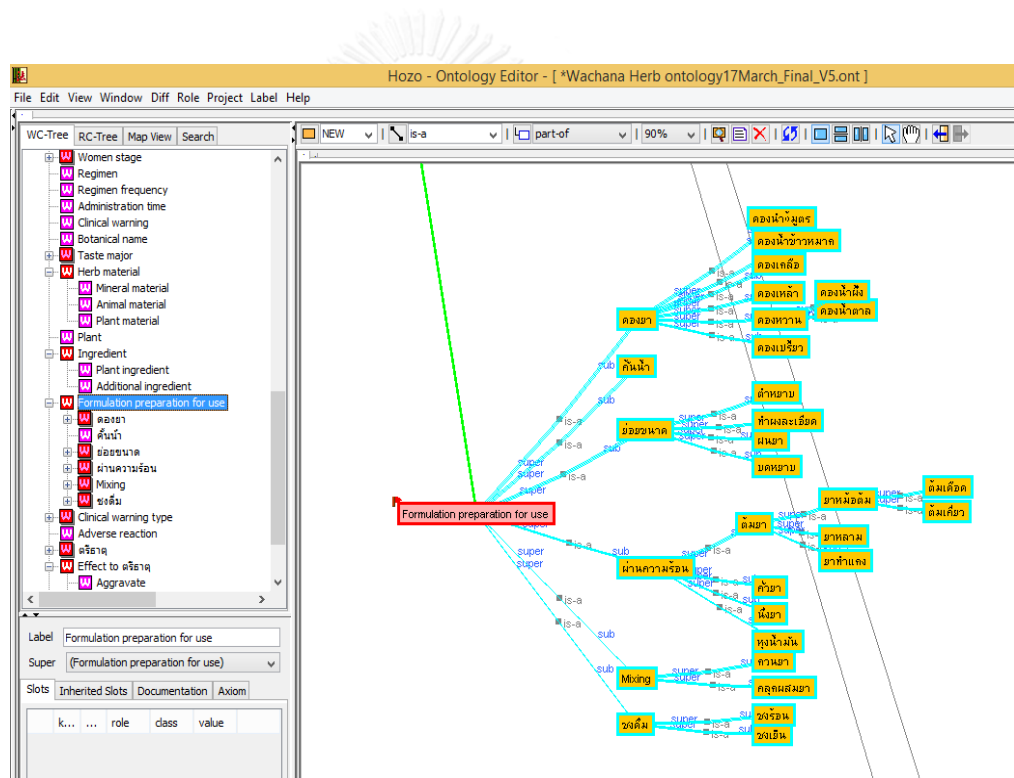 Hozo - Ontology Editor - [ *Wachana Herb ontology17March_Final_V5.ont ]
File Edit View Window Diff Role Project Label Help
WC-Tree RC-Tree Map View Search
NEW is-a part-of 90%
Women stage
Regimen
Regimen frequency
Administration time
Clinical warning
Botanical name
Taste major
Herb material
Mineral material
Animal material
Plant material
Plant
Ingredient
Plant ingredient
Additional ingredient
Formulation preparation for use
ดองยา
คั้นน้ำ
ย่อยขนาด
ผ่านความร้อน
Mixing
ชงดื่ม
Clinical warning type
Adverse reaction
ตรีธาตุ
Effect to ตรีธาตุ
Aggravate
Label Formulation preparation for use
Super (Formulation preparation for use)
Slots Inherited Slots Documentation Axiom
k... ... role class value
Formulation preparation for use
ดองยา
ดองน้ำมูตร
ดองน้ำข้าวหมาก
ดองเกลือ
ดองเหล้า
ดองหวาน
ดองน้ำผึ้ง
ดองน้ำตาล
ดองเปรี้ยว
คั้นน้ำ
ย่อยขนาด
ตำหยาบ
ทำผงละเอียด
ฝนยา
บดหยาบ
ผ่านความร้อน
ต้มยา
ยาหม้อต้ม
ต้มเดือด
ต้มเคี่ยว
ยาหลาม
ยาทำแกง
คั่วยา
นึ่งยา
หุงน้ำมัน
Mixing
กวนยา
คลุกผสมยา
ชงดื่ม
ชงร้อน
ชงเย็น